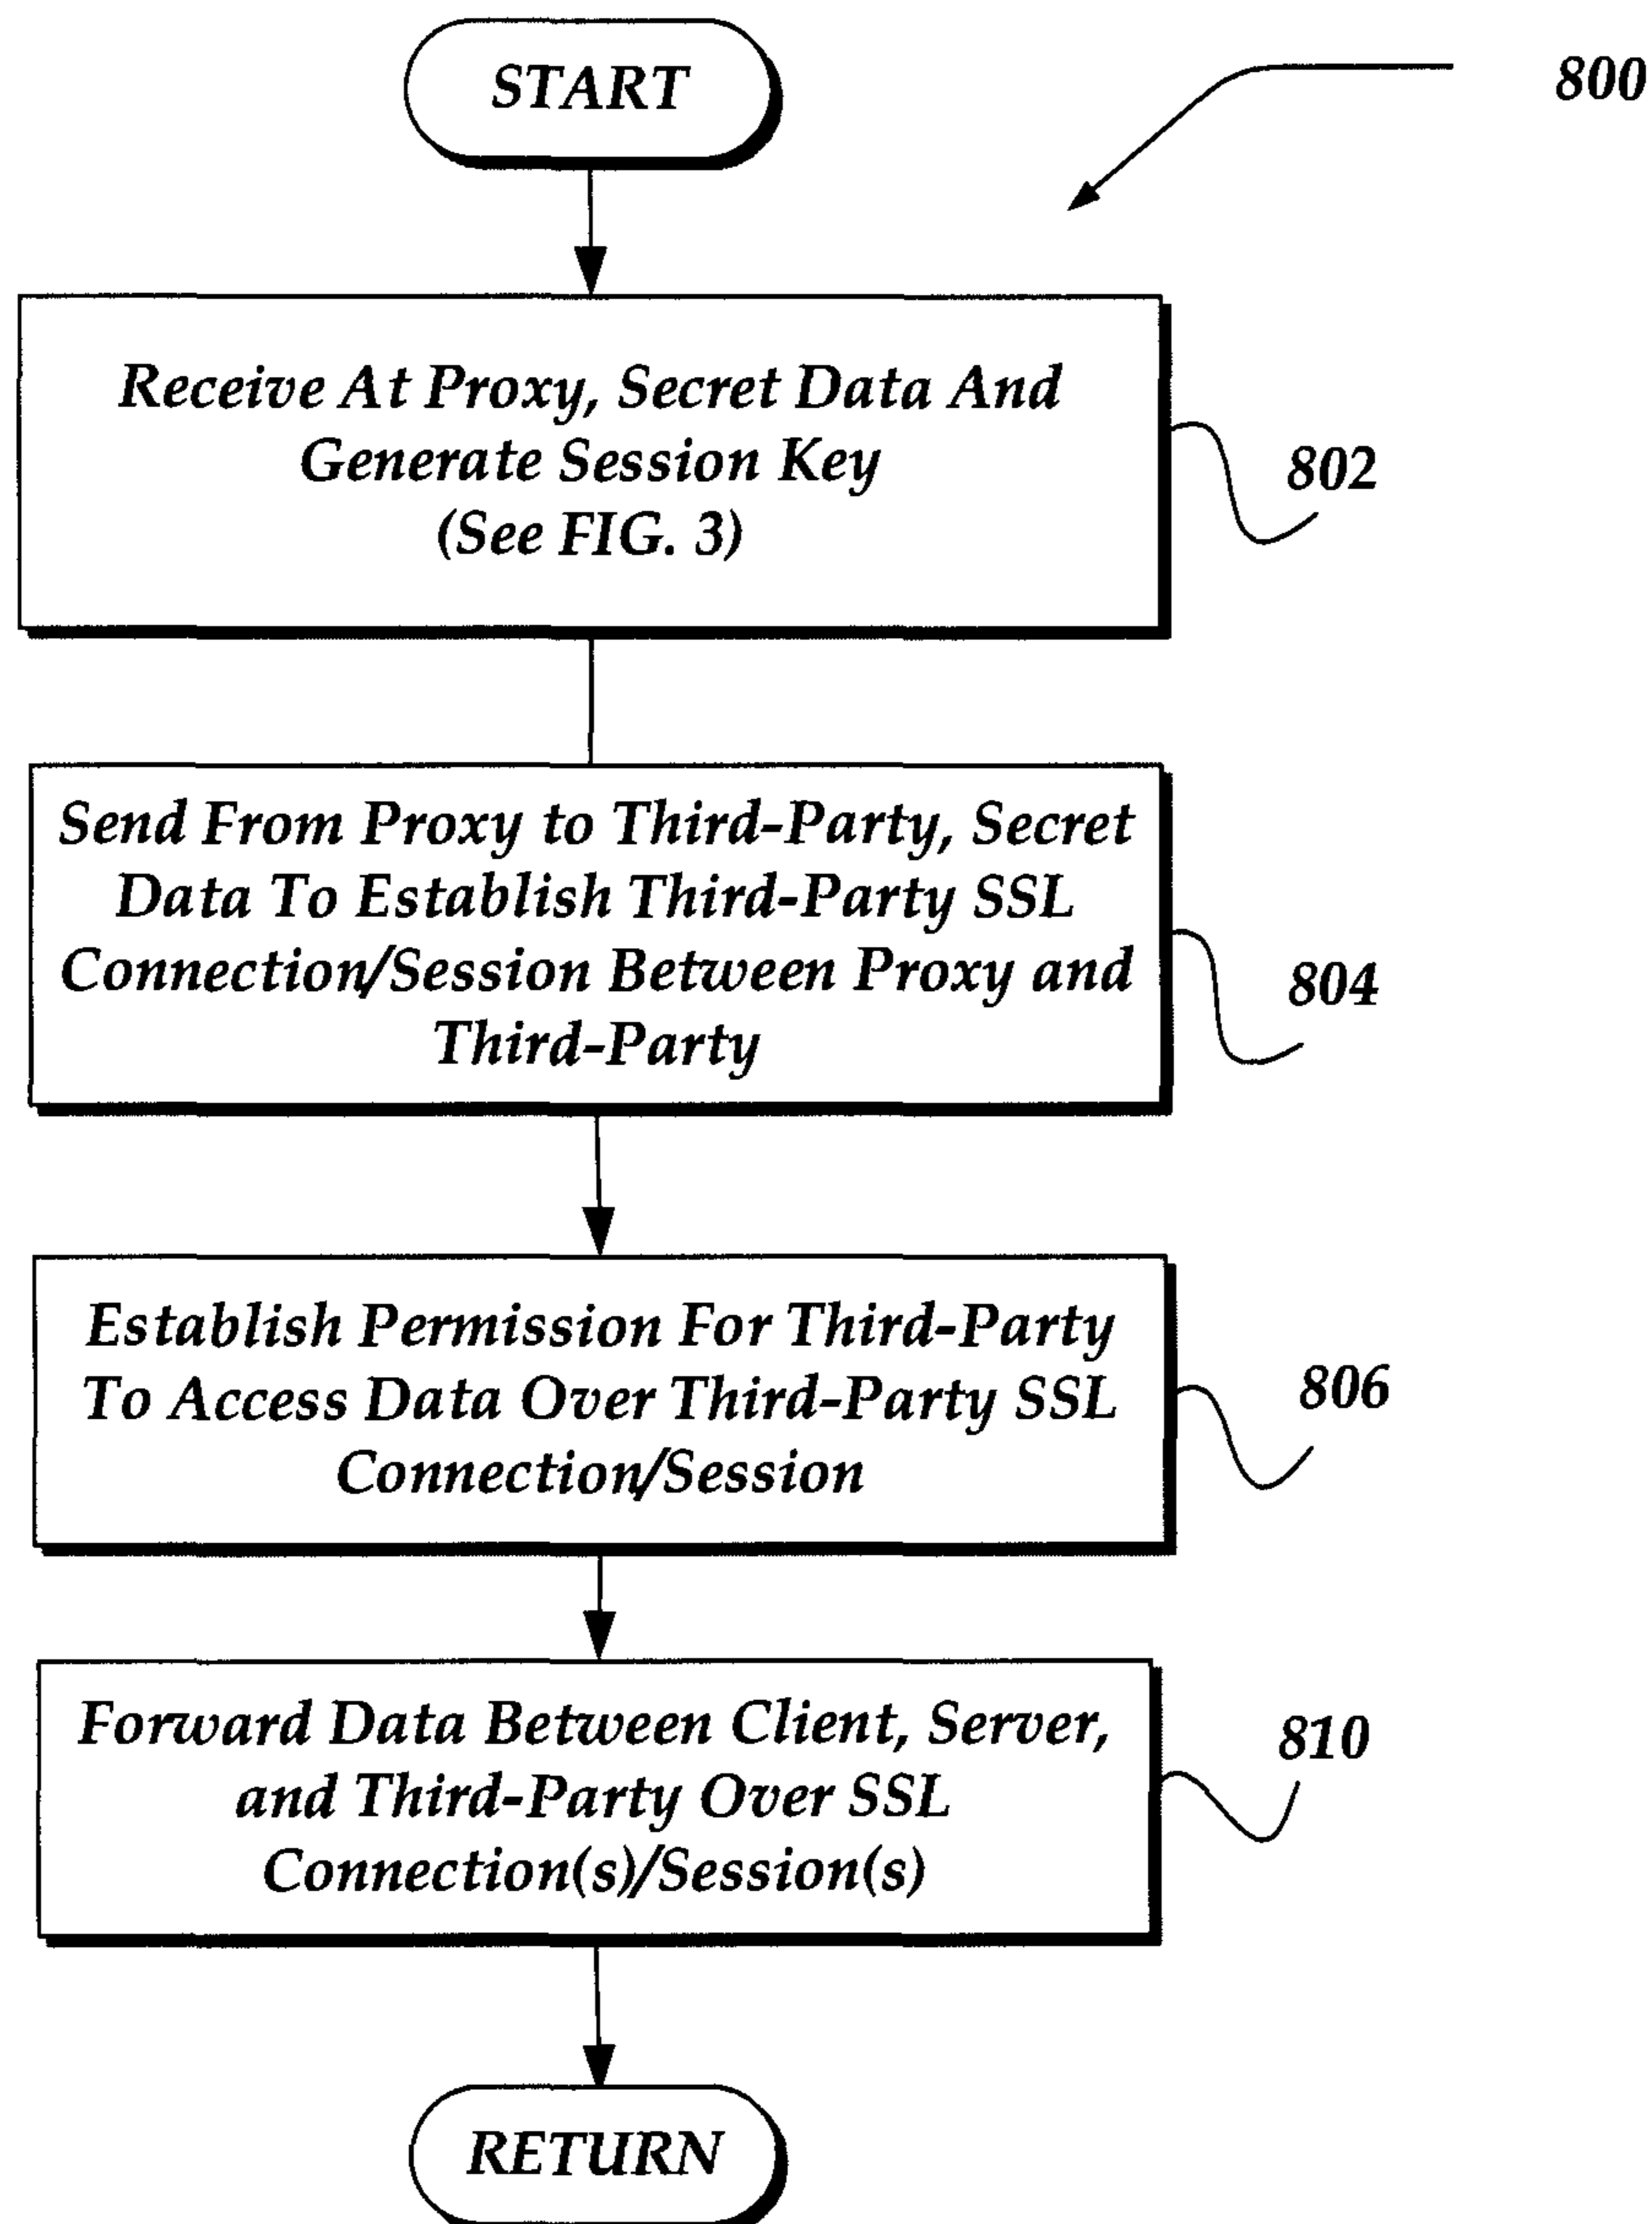 START
800
Receive At Proxy, Secret Data And
Generate Session Key
(See FIG. 3)
802
Send From Proxy to Third-Party, Secret
Data To Establish Third-Party SSL
Connection/Session Between Proxy and
Third-Party
804
Establish Permission For Third-Party
To Access Data Over Third-Party SSL
Connection/Session
806
Forward Data Between Client, Server,
and Third-Party Over SSL
Connection(s)/Session(s)
810
RETURN